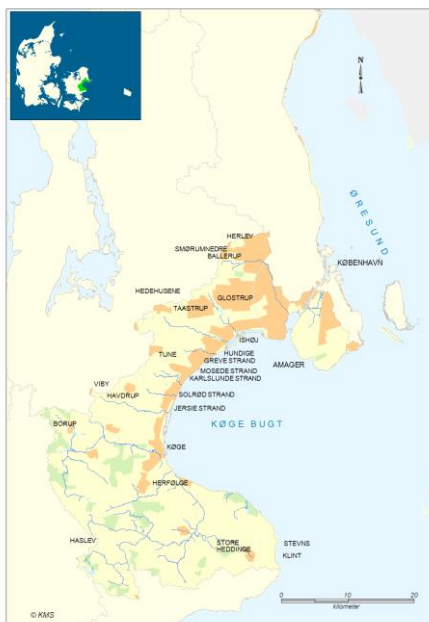 N
ØRESUND
HERLEV
SMØRUMNEDRE
BALLERUP
KØBENHAVN
HEDEHUSENE
GLOSTRUP
TAASTRUP
ISHØJ
HUNDIGE
TUNE
GREVE STRAND
AMAGER
MOSEDE STRAND
KARLSLUNDE STRAND
VIBY
HAVDRUP
SOLRØD STRAND
JERSIE STRAND
BORUP
KØGE BUGT
KØGE
HERFØLGE
HASLEV
STORE
HEDDINGE
STEVNS
KLINT
0 10 20
kilometer
© KMS